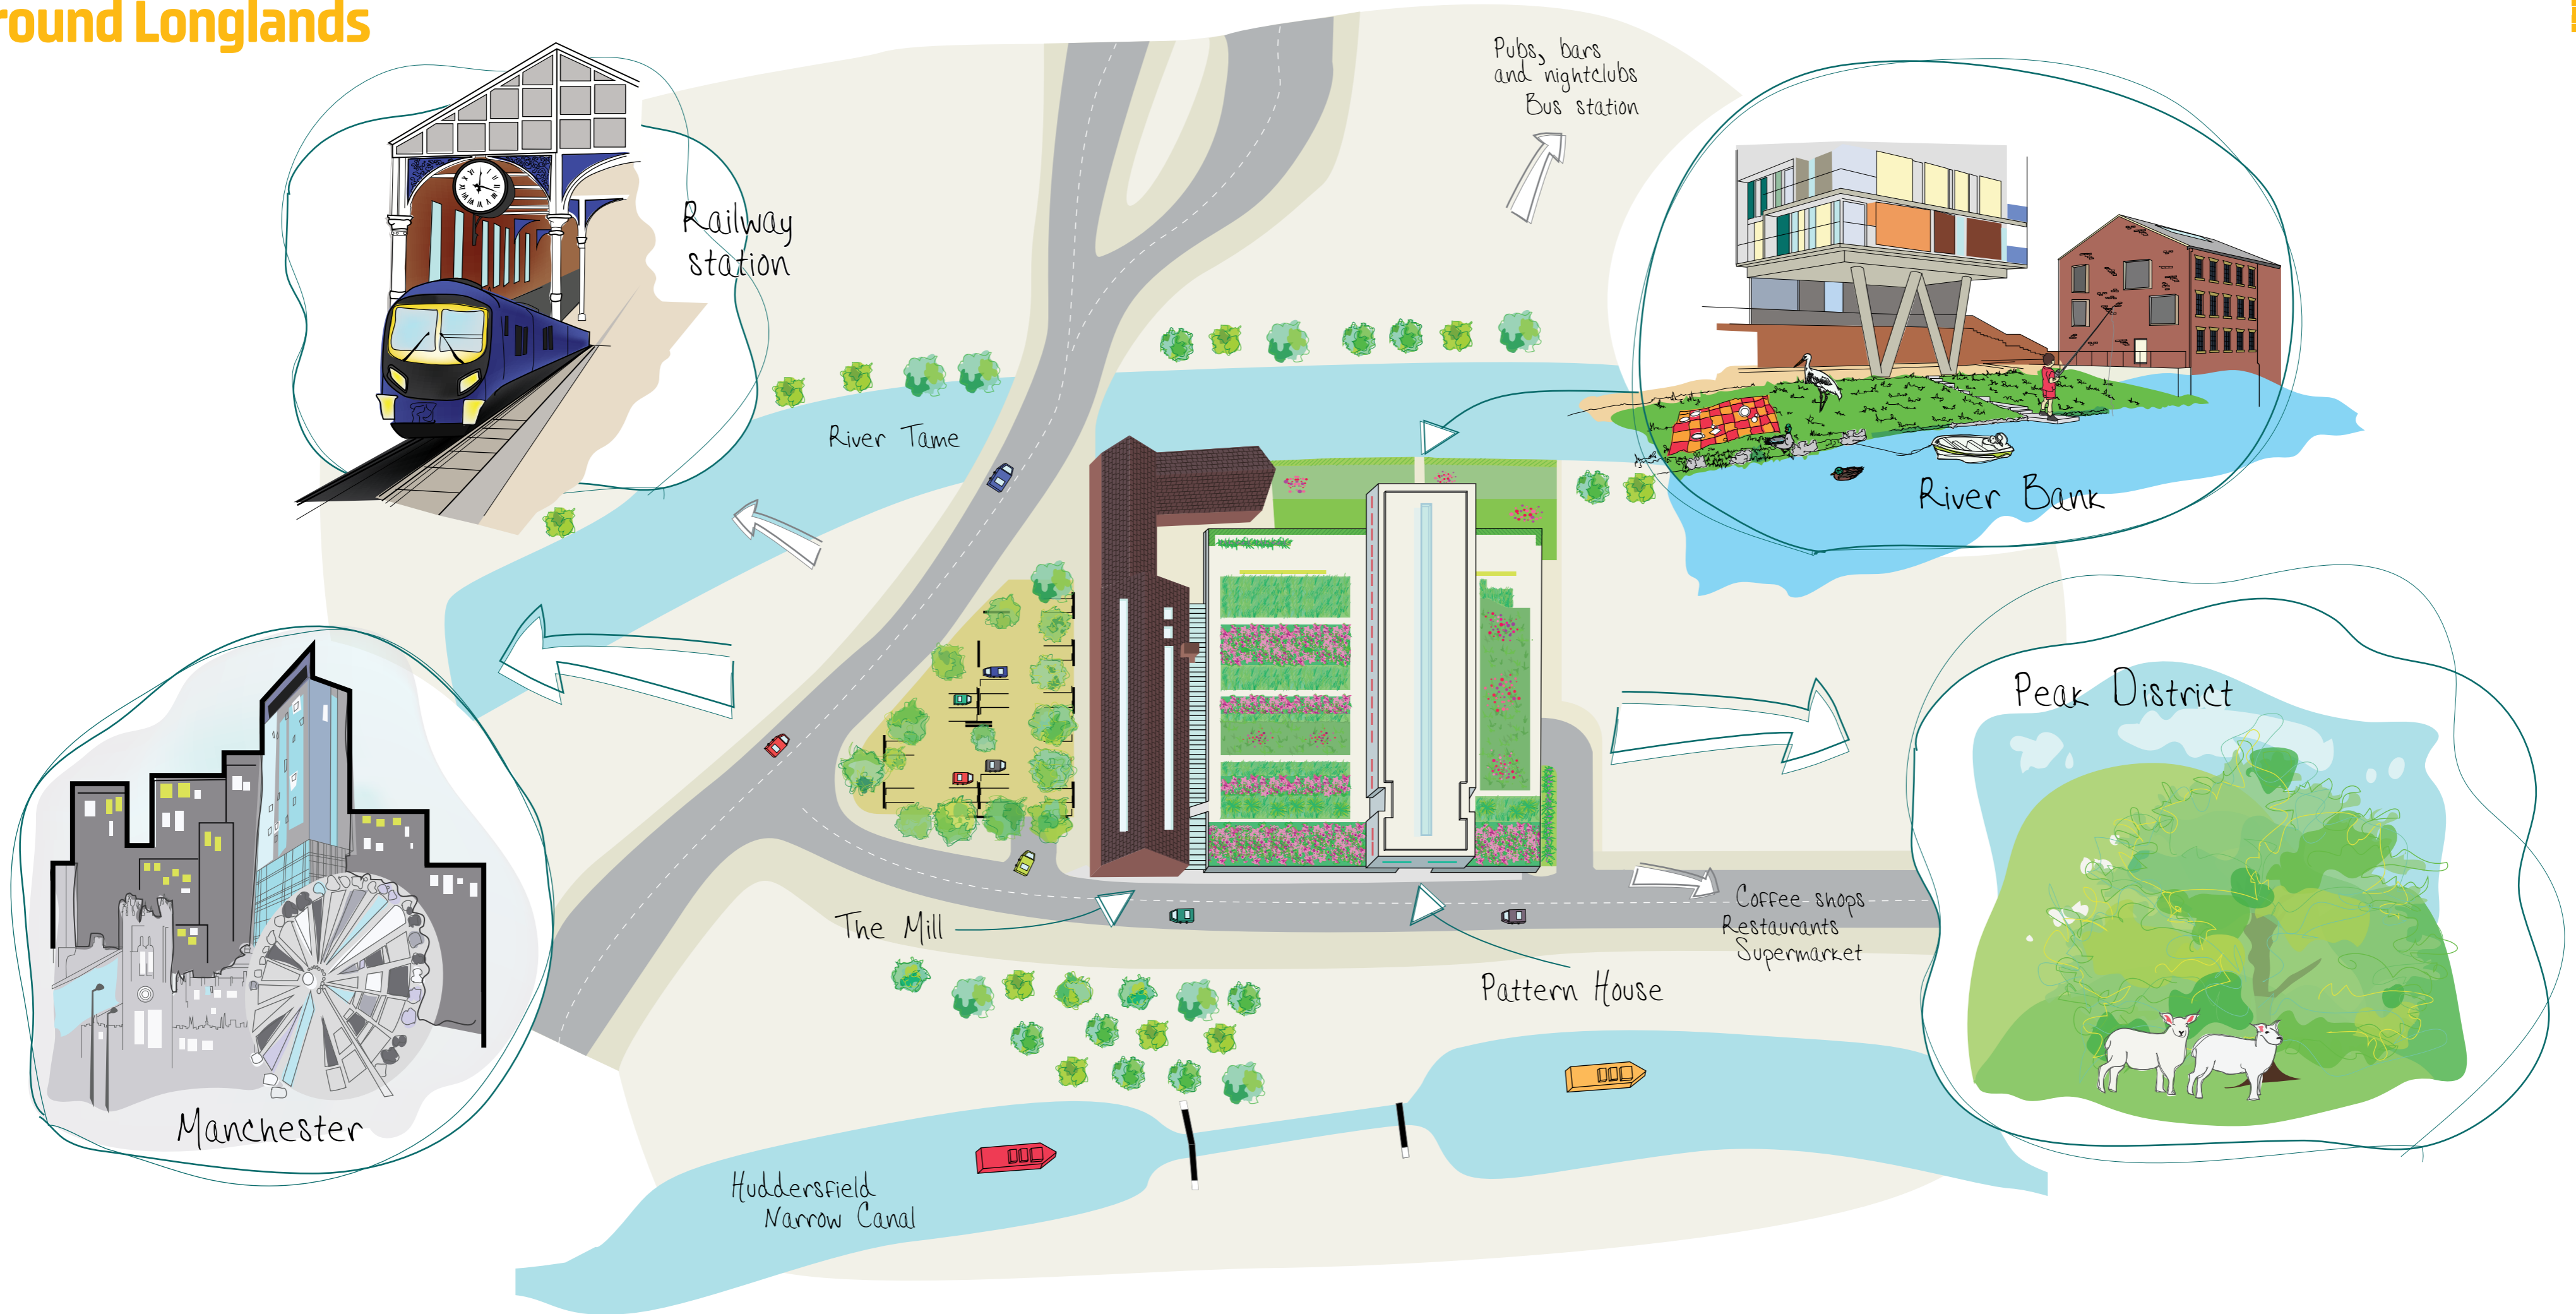 round Longlands
Pubs, bars
and nightclubs
Bus station
Railway
station
River Tame
River Bank
Peak District
Coffee shops
Restaurants
Supermarket
The Mill
Pattern House
Manchester
Huddersfield
Narrow Canal